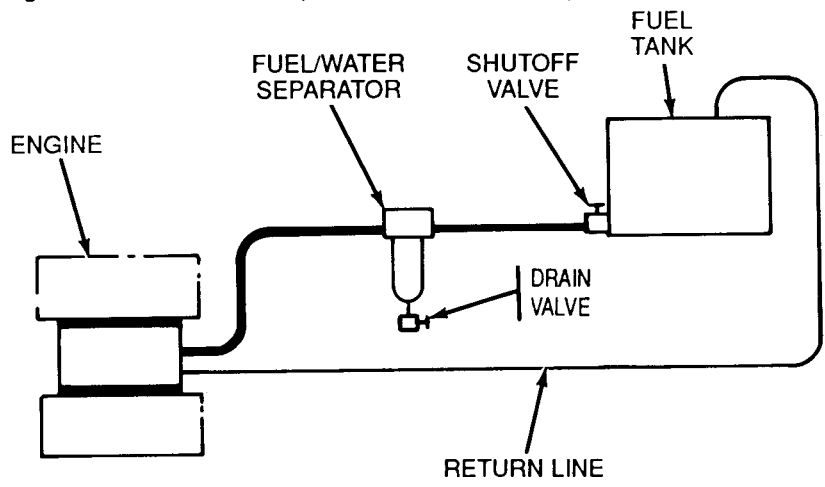 FUEL
TANK
FUEL/WATER
SEPARATOR
SHUTOFF
VALVE
ENGINE
DRAIN
VALVE
RETURN LINE